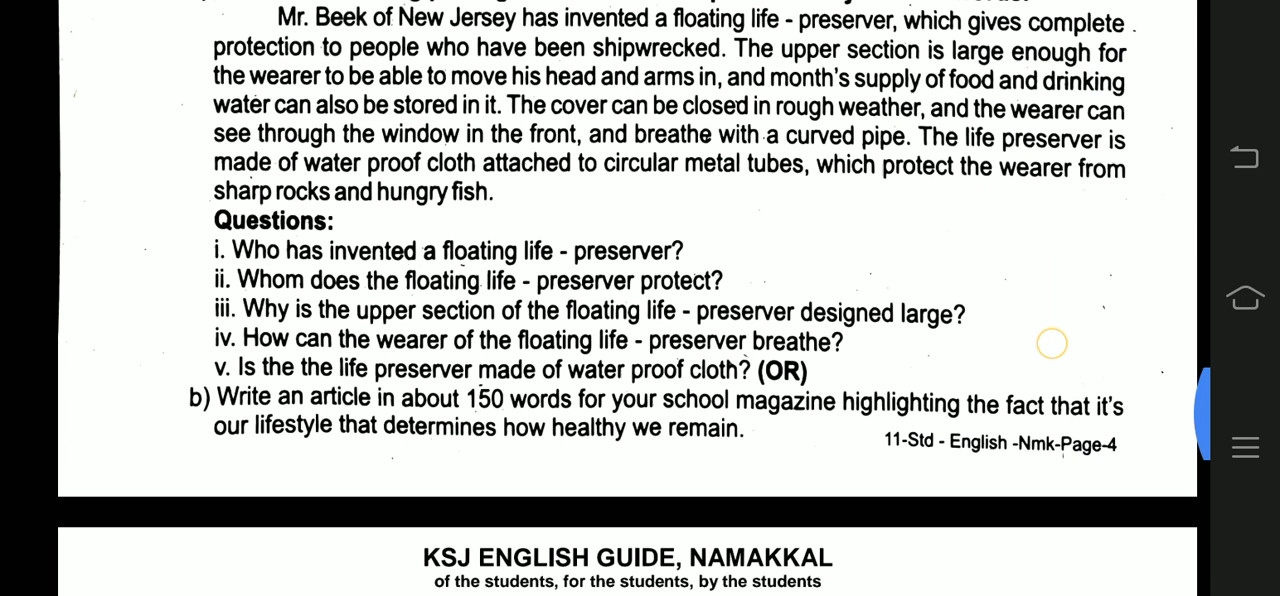 Mr. Beek of New Jersey has invented a floating life - preserver, which gives complete
protection to people who have been shipwrecked. The upper section is large enough for
the wearer to be able to move his head and arms in, and month's supply of food and drinking
water can also be stored in it. The cover can be closed in rough weather, and the wearer can
see through the window in the front, and breathe with a curved pipe. The life preserver is
made of water proof cloth attached to circular metal tubes, which protect the wearer from
sharp rocks and hungry fish.
Questions:
i. Who has invented a floating life - preserver?
ii. Whom does the floating life - preserver protect?
iii. Why is the upper section of the floating life - preserver designed large?
iv. How can the wearer of the floating life - preserver breathe?
v. Is the the life preserver made of water proof cloth? (OR)
b) Write an article in about 150 words for your school magazine highlighting the fact that it's
our lifestyle that determines how healthy we remain.
11-Std - English -Nmk-Page-4
KSJ ENGLISH GUIDE, NAMAKKAL
of the students, for the students, by the students